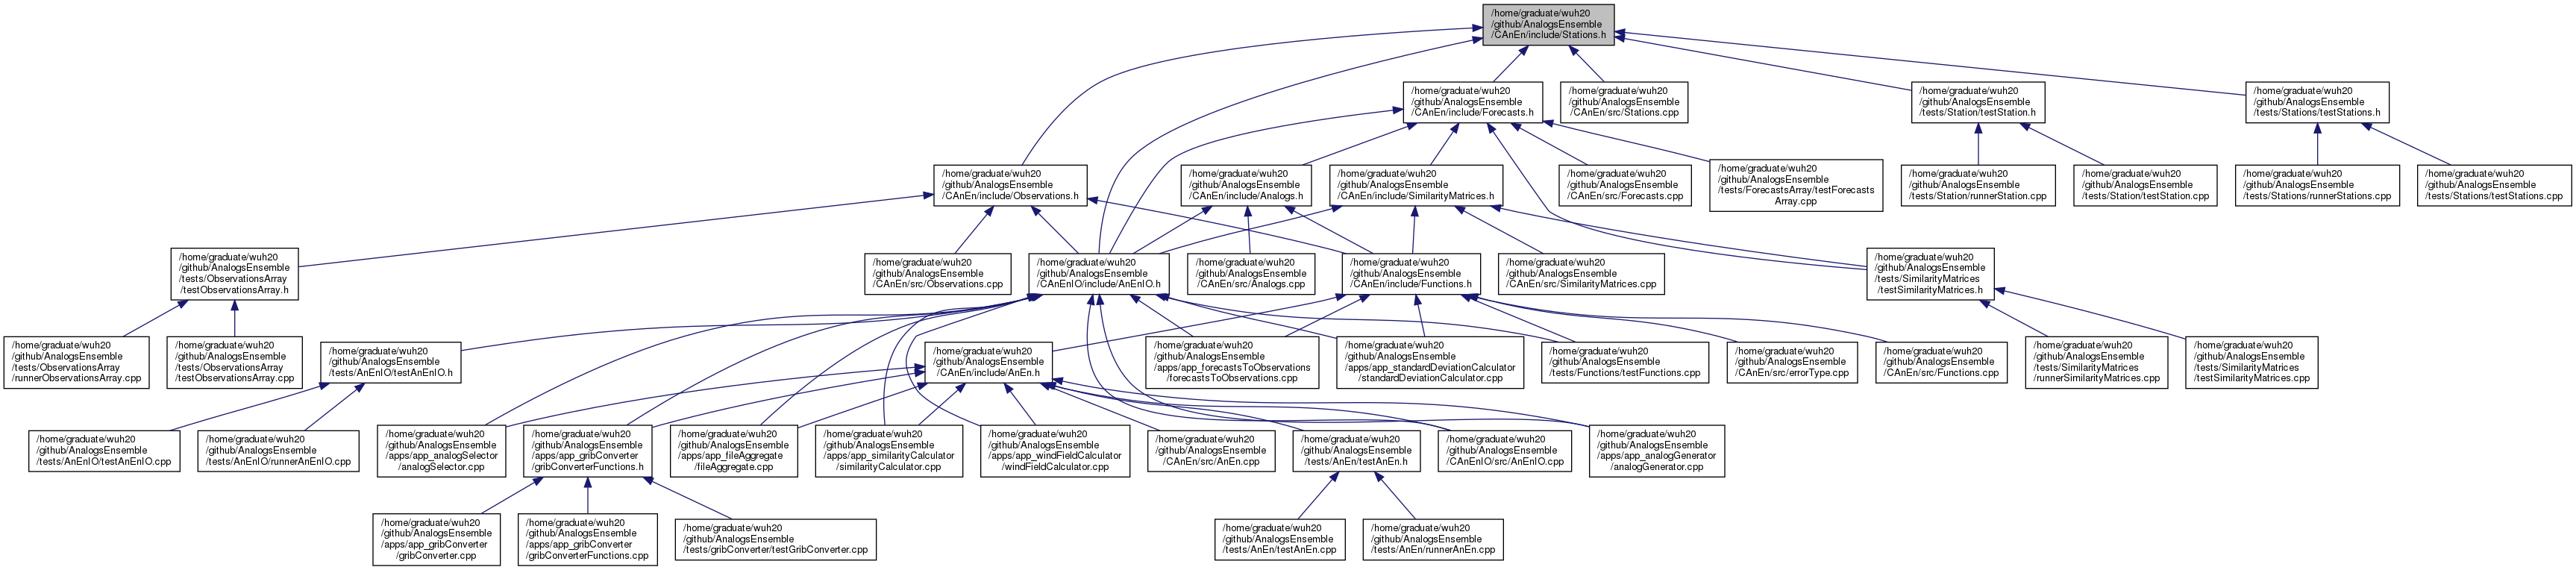 /home/graduate/wuh20
/github/AnalogsEnsemble
/CAnEn/include/Stations.h
/home/graduate/wuh20
/github/AnalogsEnsemble
/CAnEn/include/Forecasts.h
/home/graduate/wuh20
/github/AnalogsEnsemble
/CAnEn/src/Stations.cpp
/home/graduate/wuh20
/github/AnalogsEnsemble
/tests/Station/testStation.h
/home/graduate/wuh20
/github/AnalogsEnsemble
/tests/Stations/testStations.h
/home/graduate/wuh20
/github/AnalogsEnsemble
/CAnEn/include/Observations.h
/home/graduate/wuh20
/github/AnalogsEnsemble
/CAnEn/include/Analogs.h
/home/graduate/wuh20
/github/AnalogsEnsemble
/CAnEn/include/SimilarityMatrices.h
/home/graduate/wuh20
/github/AnalogsEnsemble
/CAnEn/src/Forecasts.cpp
/home/graduate/wuh20
/github/AnalogsEnsemble
/tests/ForecastsArray/testForecasts
Array.cpp
/home/graduate/wuh20
/github/AnalogsEnsemble
/tests/Station/runnerStation.cpp
/home/graduate/wuh20
/github/AnalogsEnsemble
/tests/Station/testStation.cpp
/home/graduate/wuh20
/github/AnalogsEnsemble
/tests/Stations/runnerStations.cpp
/home/graduate/wuh20
/github/AnalogsEnsemble
/tests/Stations/testStations.cpp
/home/graduate/wuh20
/github/AnalogsEnsemble
/tests/ObservationsArray
/testObservationsArray.h
/home/graduate/wuh20
/github/AnalogsEnsemble
/CAnEn/src/Observations.cpp
/home/graduate/wuh20
/github/AnalogsEnsemble
/CAnEnIO/include/AnEnIO.h
/home/graduate/wuh20
/github/AnalogsEnsemble
/CAnEn/src/Analogs.cpp
/home/graduate/wuh20
/github/AnalogsEnsemble
/CAnEn/include/Functions.h
/home/graduate/wuh20
/github/AnalogsEnsemble
/CAnEn/src/SimilarityMatrices.cpp
/home/graduate/wuh20
/github/AnalogsEnsemble
/tests/SimilarityMatrices
/testSimilarityMatrices.h
/home/graduate/wuh20
/github/AnalogsEnsemble
/tests/ObservationsArray
/runnerObservationsArray.cpp
/home/graduate/wuh20
/github/AnalogsEnsemble
/tests/ObservationsArray
/testObservationsArray.cpp
/home/graduate/wuh20
/github/AnalogsEnsemble
/tests/AnEnIO/testAnEnIO.h
/home/graduate/wuh20
/github/AnalogsEnsemble
/CAnEn/include/AnEn.h
/home/graduate/wuh20
/github/AnalogsEnsemble
/apps/app_forecastsToObservations
/forecastsToObservations.cpp
/home/graduate/wuh20
/github/AnalogsEnsemble
/apps/app_standardDeviationCalculator
/standardDeviationCalculator.cpp
/home/graduate/wuh20
/github/AnalogsEnsemble
/tests/Functions/testFunctions.cpp
/home/graduate/wuh20
/github/AnalogsEnsemble
/CAnEn/src/errorType.cpp
/home/graduate/wuh20
/github/AnalogsEnsemble
/CAnEn/src/Functions.cpp
/home/graduate/wuh20
/github/AnalogsEnsemble
/tests/SimilarityMatrices
/runnerSimilarityMatrices.cpp
/home/graduate/wuh20
/github/AnalogsEnsemble
/tests/SimilarityMatrices
/testSimilarityMatrices.cpp
/home/graduate/wuh20
/github/AnalogsEnsemble
/tests/AnEnIO/testAnEnIO.cpp
/home/graduate/wuh20
/github/AnalogsEnsemble
/tests/AnEnIO/runnerAnEnIO.cpp
/home/graduate/wuh20
/github/AnalogsEnsemble
/apps/app_analogSelector
/analogSelector.cpp
/home/graduate/wuh20
/github/AnalogsEnsemble
/apps/app_gribConverter
/gribConverterFunctions.h
/home/graduate/wuh20
/github/AnalogsEnsemble
/apps/app_fileAggregate
/fileAggregate.cpp
/home/graduate/wuh20
/github/AnalogsEnsemble
/apps/app_similarityCalculator
/similarityCalculator.cpp
/home/graduate/wuh20
/github/AnalogsEnsemble
/apps/app_windFieldCalculator
/windFieldCalculator.cpp
/home/graduate/wuh20
/github/AnalogsEnsemble
/CAnEn/src/AnEn.cpp
/home/graduate/wuh20
/github/AnalogsEnsemble
/tests/AnEn/testAnEn.h
/home/graduate/wuh20
/github/AnalogsEnsemble
/CAnEnIO/src/AnEnIO.cpp
/home/graduate/wuh20
/github/AnalogsEnsemble
/apps/app_analogGenerator
/analogGenerator.cpp
/home/graduate/wuh20
/github/AnalogsEnsemble
/apps/app_gribConverter
/gribConverter.cpp
/home/graduate/wuh20
/github/AnalogsEnsemble
/apps/app_gribConverter
/gribConverterFunctions.cpp
/home/graduate/wuh20
/github/AnalogsEnsemble
/tests/gribConverter/testGribConverter.cpp
/home/graduate/wuh20
/github/AnalogsEnsemble
/tests/AnEn/testAnEn.cpp
/home/graduate/wuh20
/github/AnalogsEnsemble
/tests/AnEn/runnerAnEn.cpp